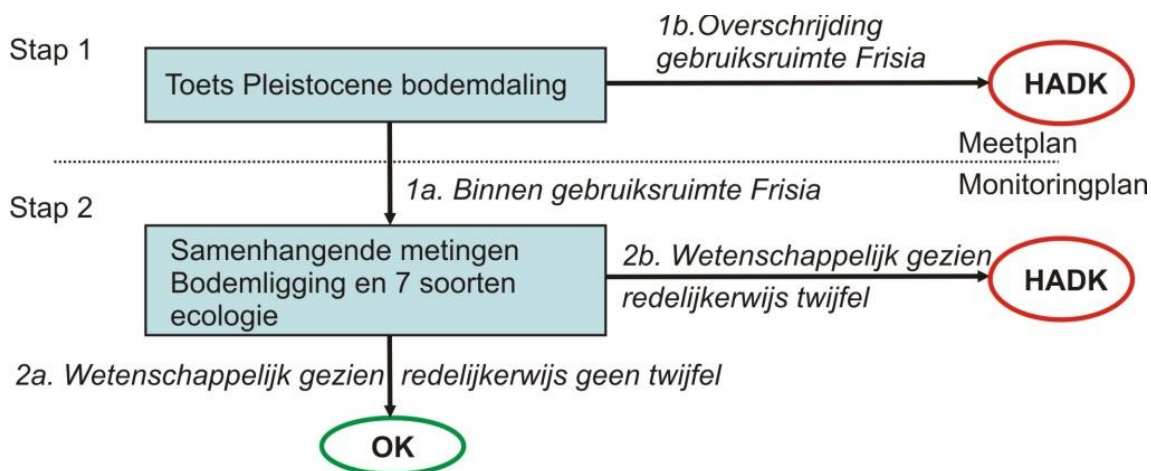 Stap 1
1b.Overschrijding
gebruiksruimte Frisia
Toets Pleistocene bodemdaling
HADK
Meetplan
1a. Binnen gebruiksruimte Frisia
Monitoringplan
Stap 2
Samenhangende metingen
Bodemligging en 7 soorten
ecologie
2b. Wetenschappelijk gezien
redelijkerwijs twijfel
HADK
2a. Wetenschappelijk gezien redelijkerwijs geen twijfel
OK